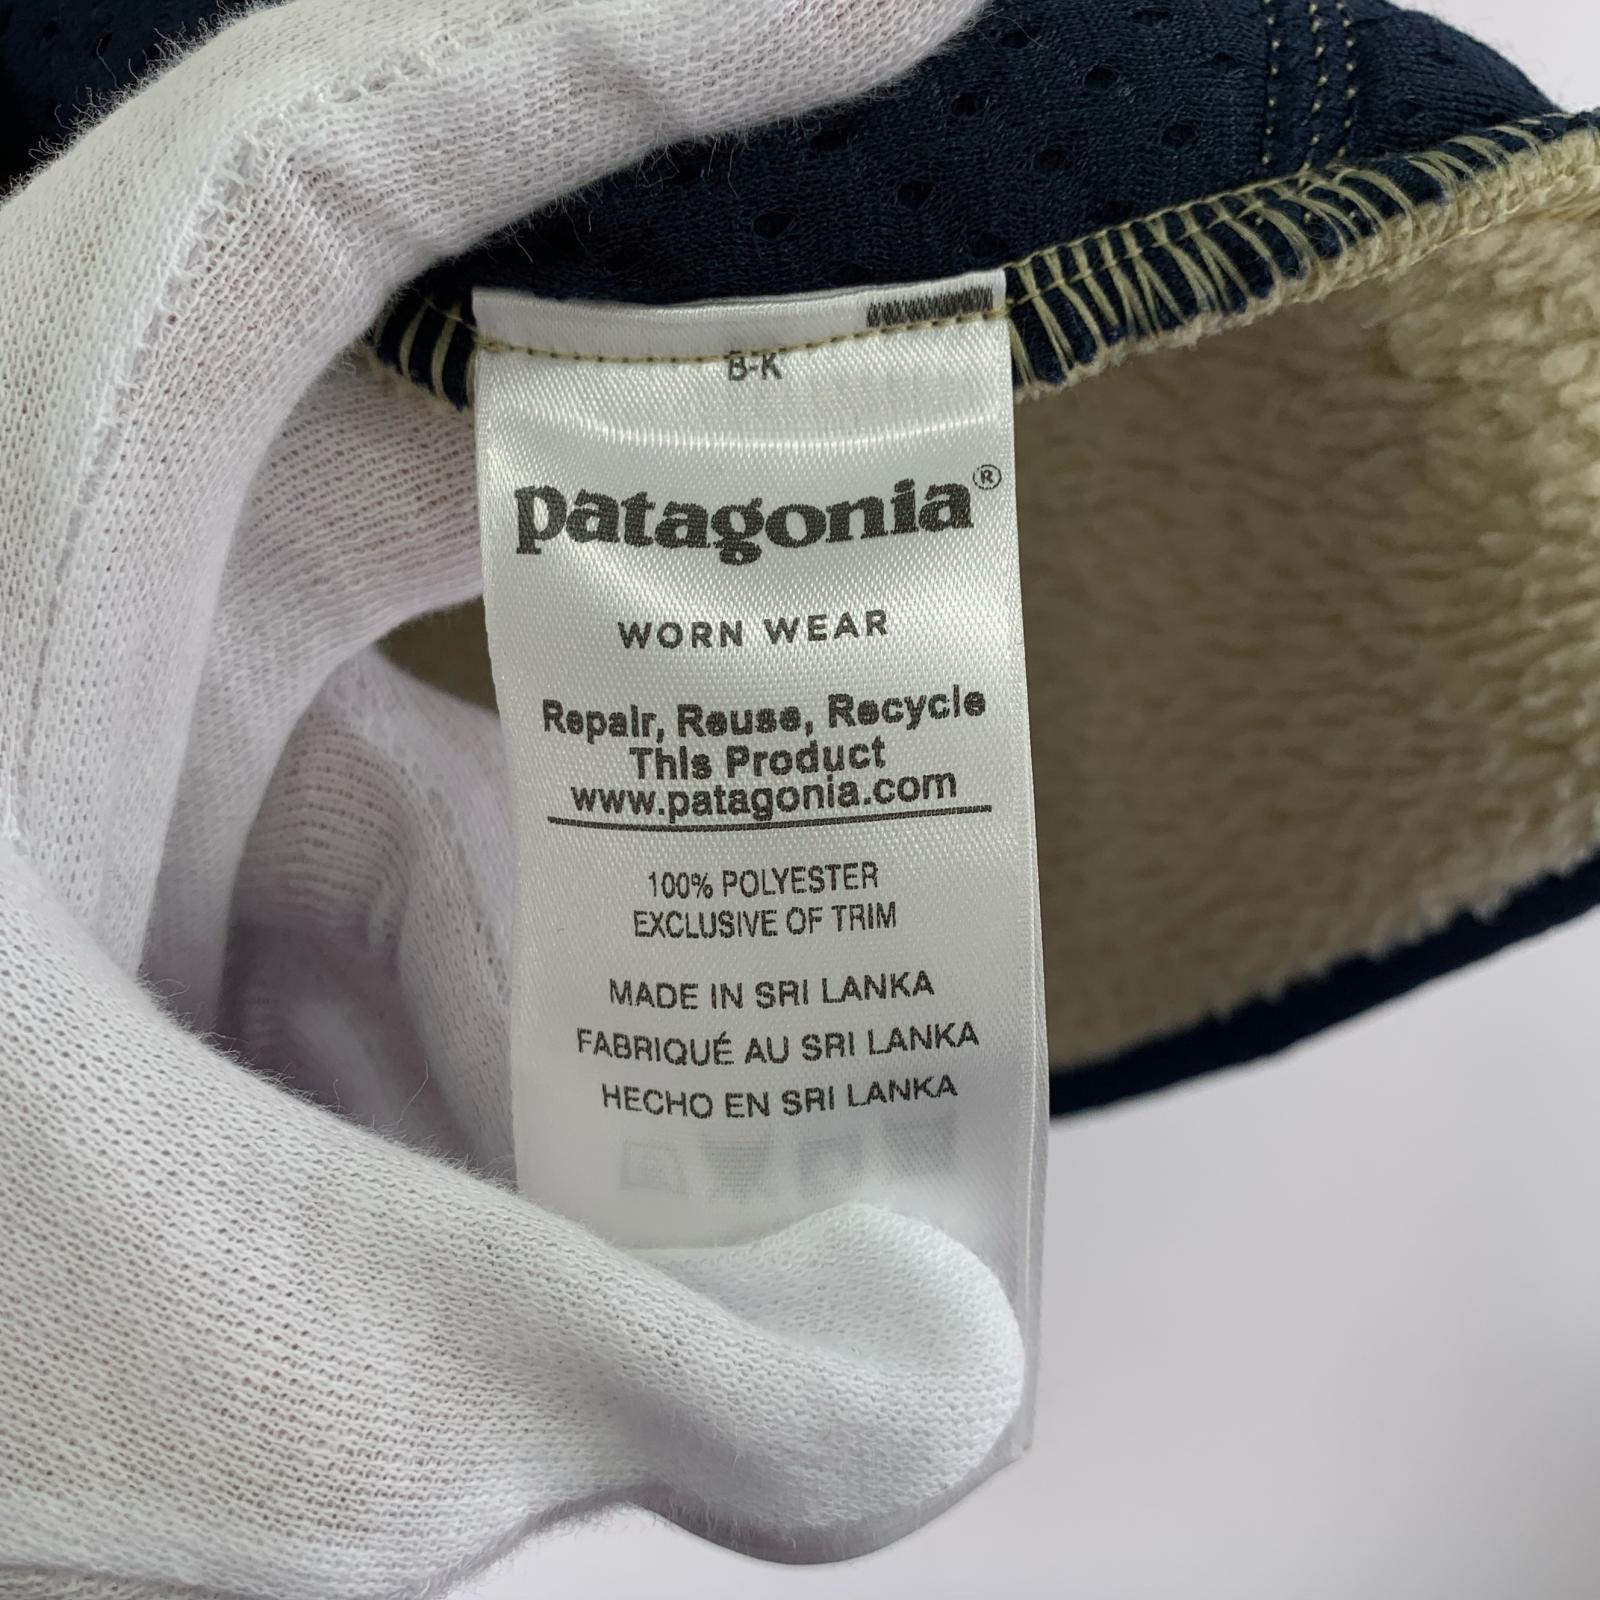 B-K
patagonia®
WORN WEAR
Repair, Reuse, Recycle
This Product
www.patagonia.com
100% POLYESTER
EXCLUSIVE OF TRIM
MADE IN SRI LANKA
FABRIQUÉ AU SRI LANKA
HECHO EN SRI LANKA